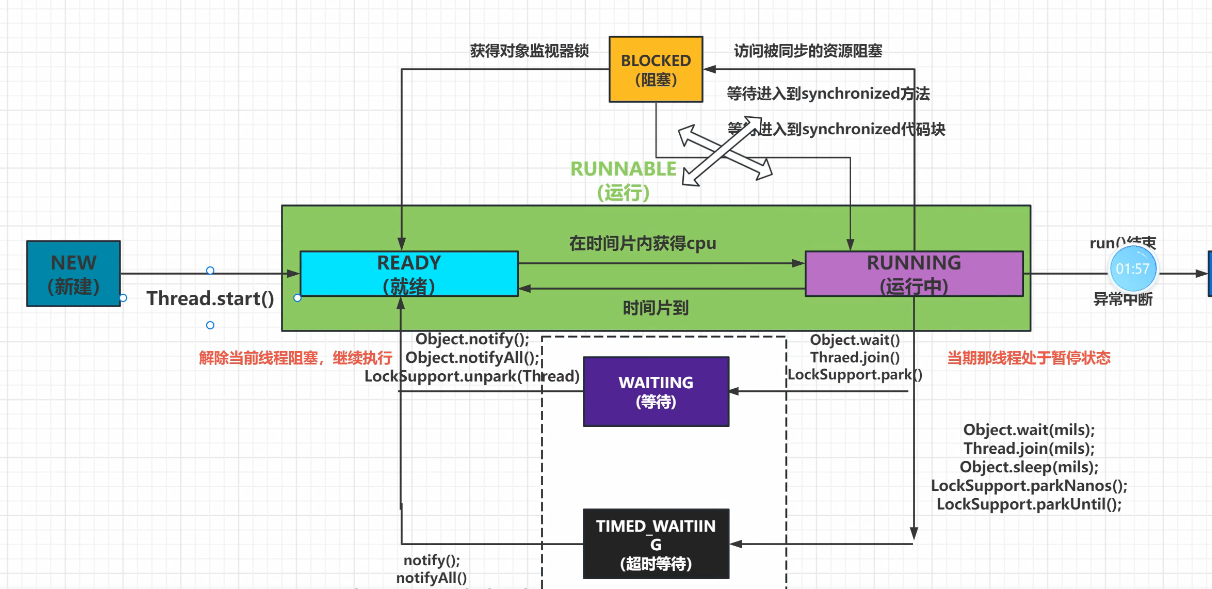 获得对象监视器锁
BLOCKED
(阻塞)
访问被同步的资源阻塞
等待进入到synchronized方法
等待进入到synchronized代码块
RUNNABLE
(运行)
NEW
(新建)
Thread.start()
READY
(就绪)
在时间片内获得cpu
时间片到
RUNNING
(运行中)
run()结束
01:57
异常中断
解除当前线程阻塞，继续执行
Object.notify();
Object.notifyAll();
LockSupport.unpark(Thread)
WAITIING
(等待)
Object.wait()
Thraed.join()
LockSupport.park()
当期那线程处于暂停状态
Object.wait(mils);
Thread.join(mils);
Object.sleep(mils);
LockSupport.parkNanos();
LockSupport.parkUntil();
TIMED_WAITIIN
G
(超时等待)
notify();
notifyAll()